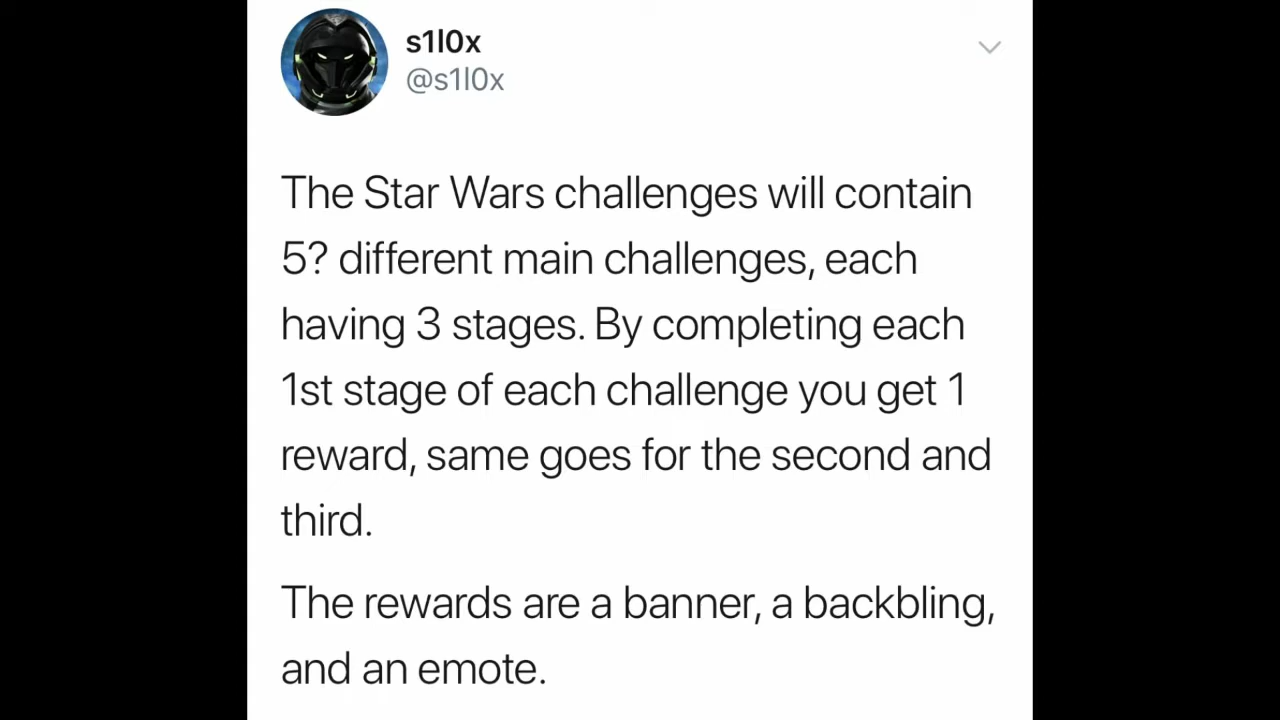 s1l0x
@s1l0x
The Star Wars challenges will contain
5? different main challenges, each
having 3 stages. By completing each
1st stage of each challenge you get 1
reward, same goes for the second and
third.
The rewards are a banner, a backbling,
and an emote.